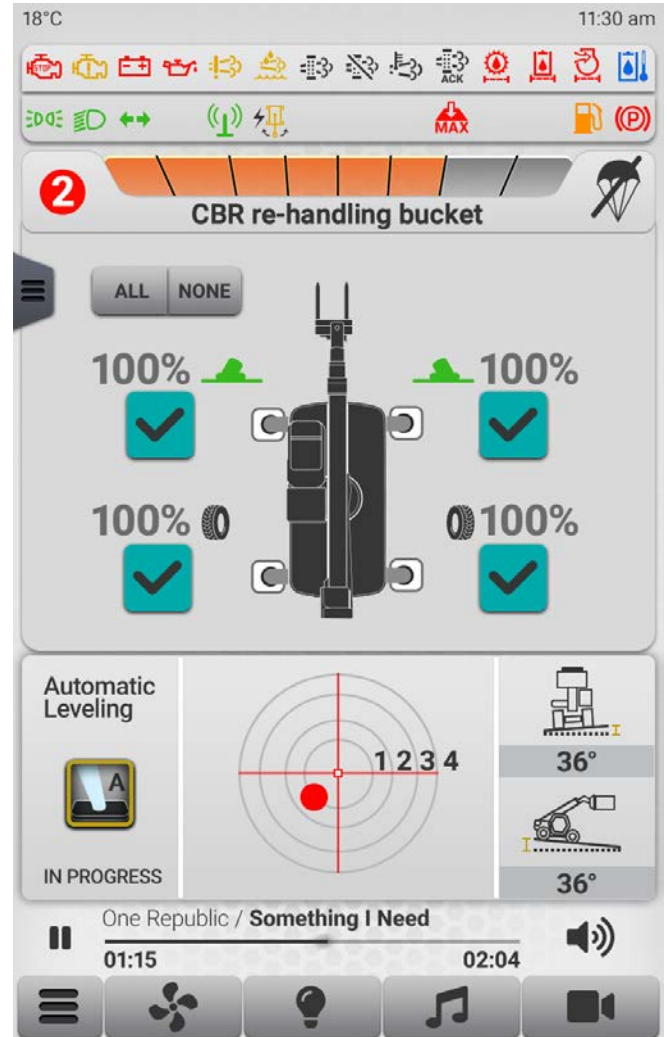 18°C
11:30 am
STOP
ACK
MAX
P
2
CBR re-handling bucket
ALL NONE
100% 100%
100% 100%
Automatic
Leveling
1 2 3 4
A
36°
IN PROGRESS
36°
One Republic / Something I Need
01:15 02:04